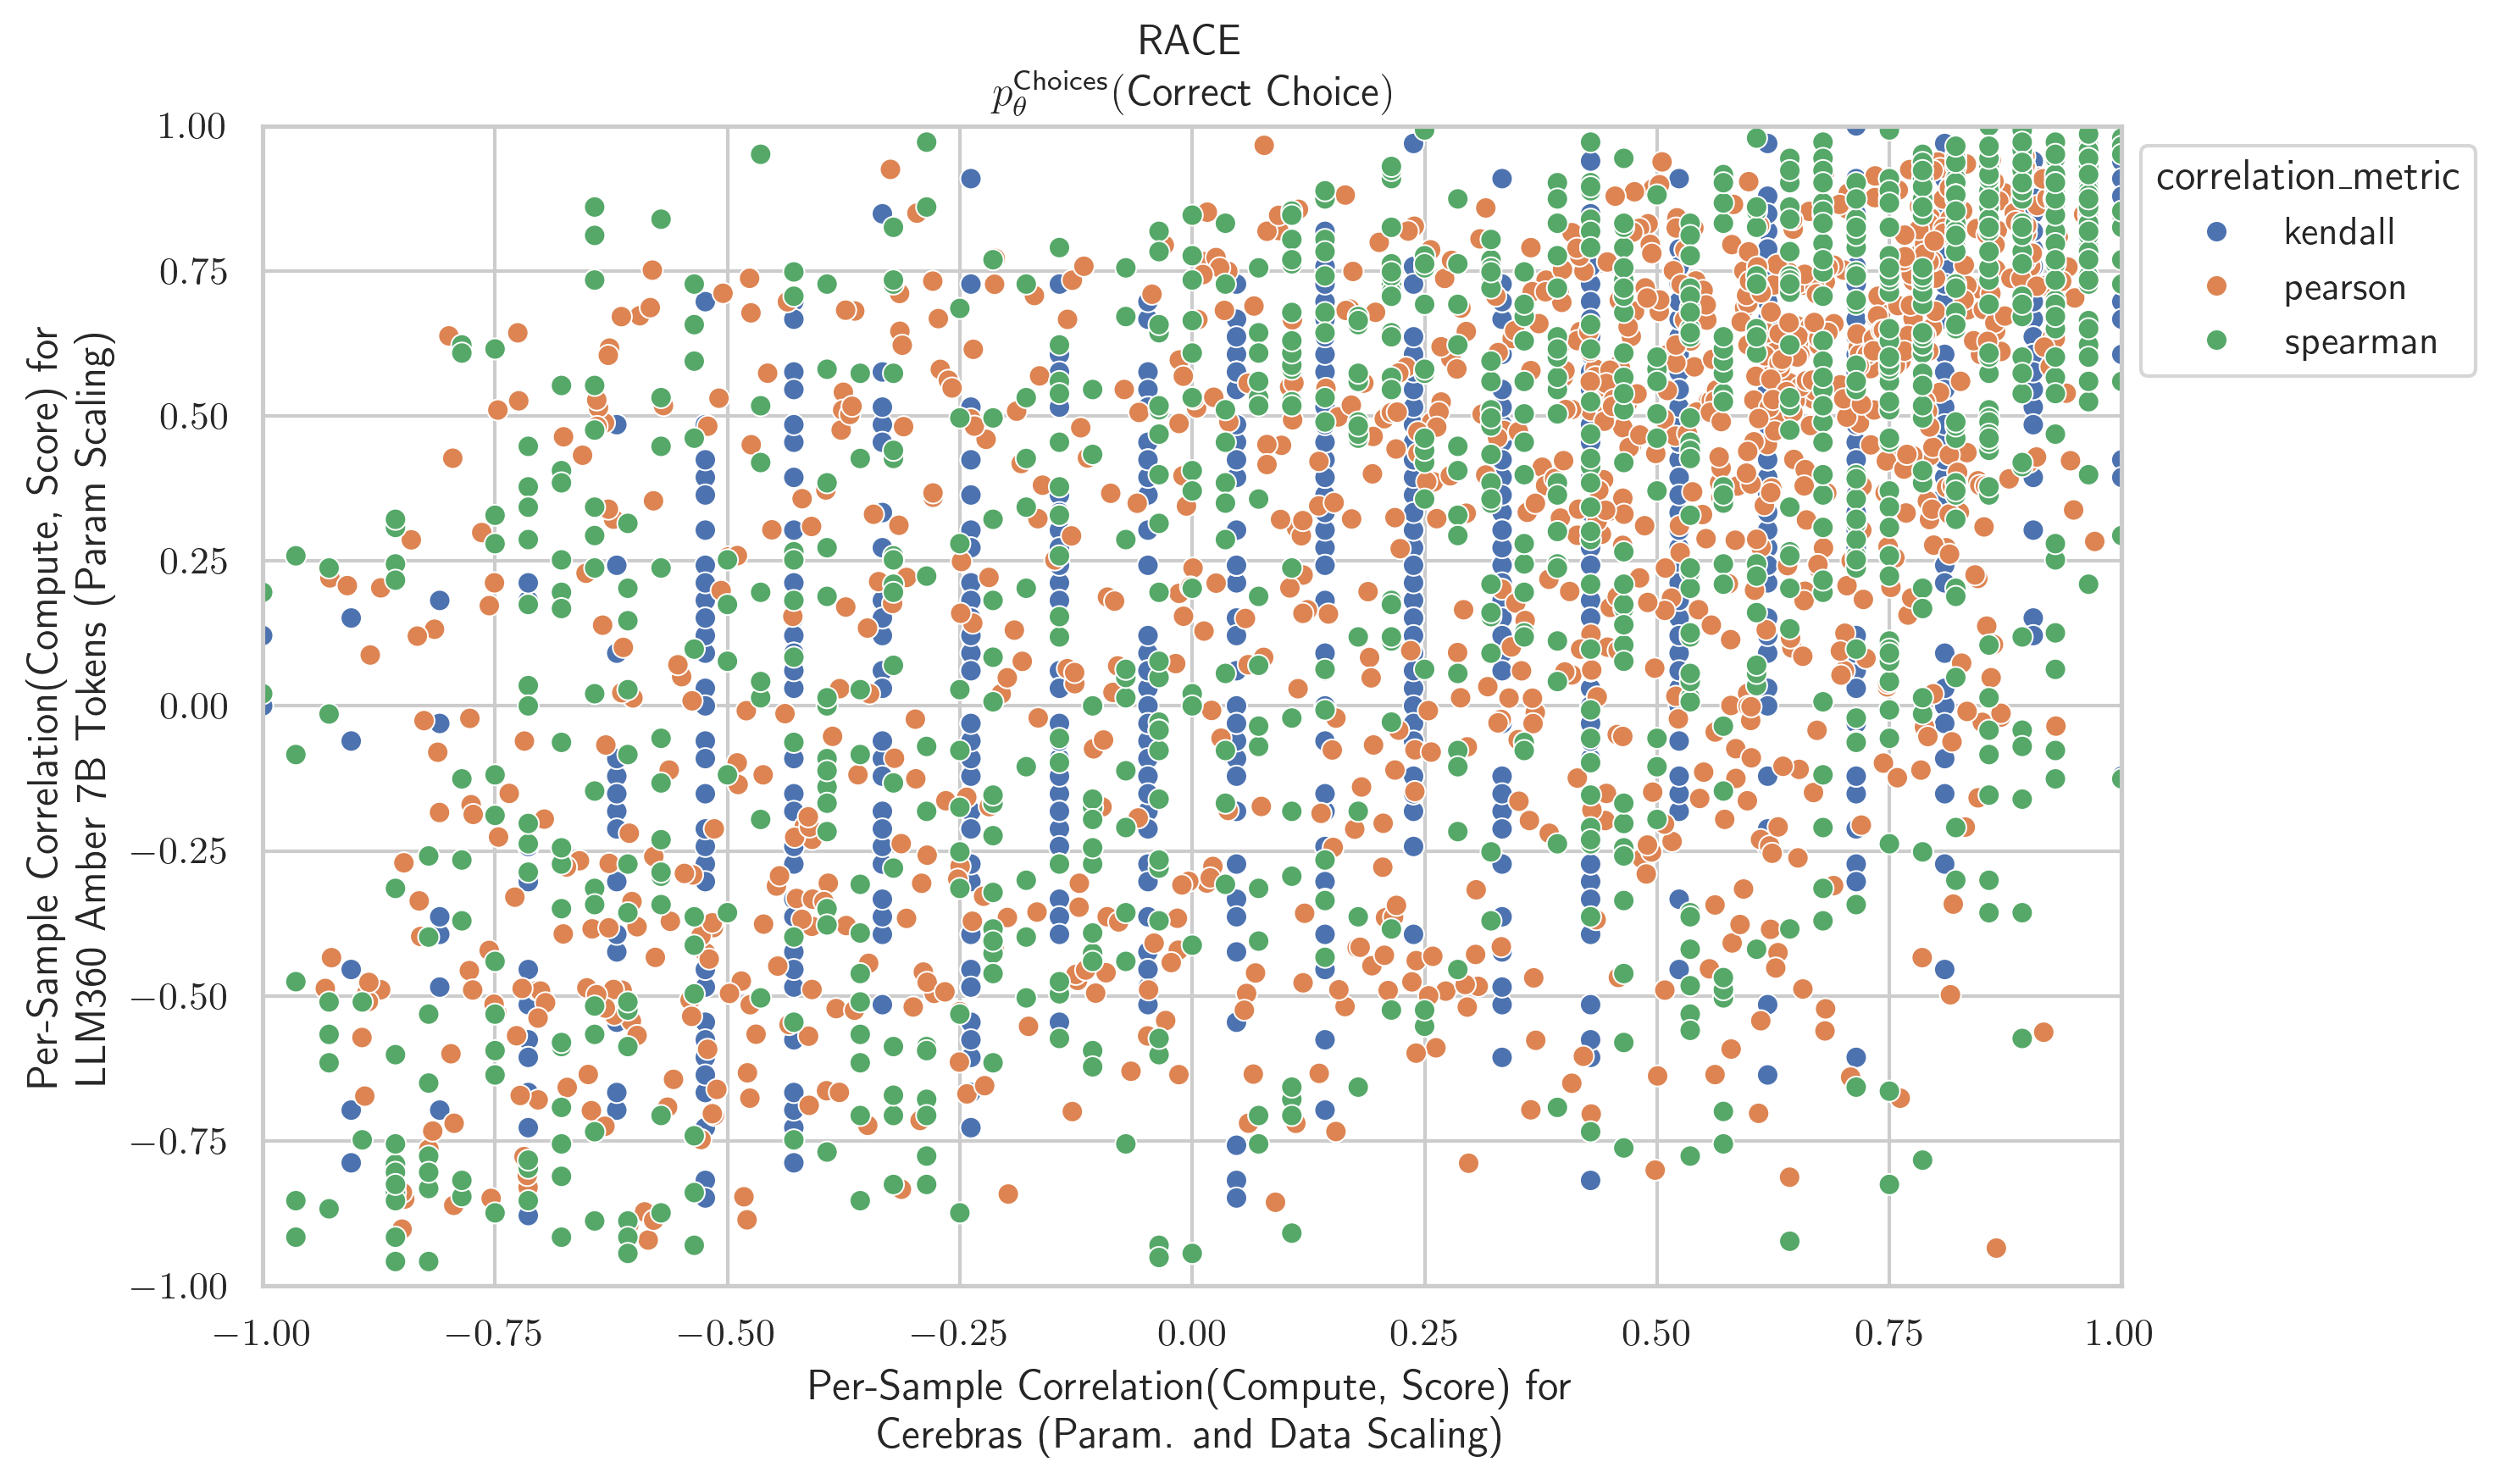 RACE
p_θ^Choices(Correct Choice)
1.00
0.75
0.50
0.25
0.00
−0.25
−0.50
−0.75
−1.00
Per-Sample Correlation(Compute, Score) for
LLM360 Amber 7B Tokens (Param Scaling)
−1.00 −0.75 −0.50 −0.25 0.00 0.25 0.50 0.75 1.00
Per-Sample Correlation(Compute, Score) for
Cerebras (Param. and Data Scaling)
correlation_metric
kendall
pearson
spearman